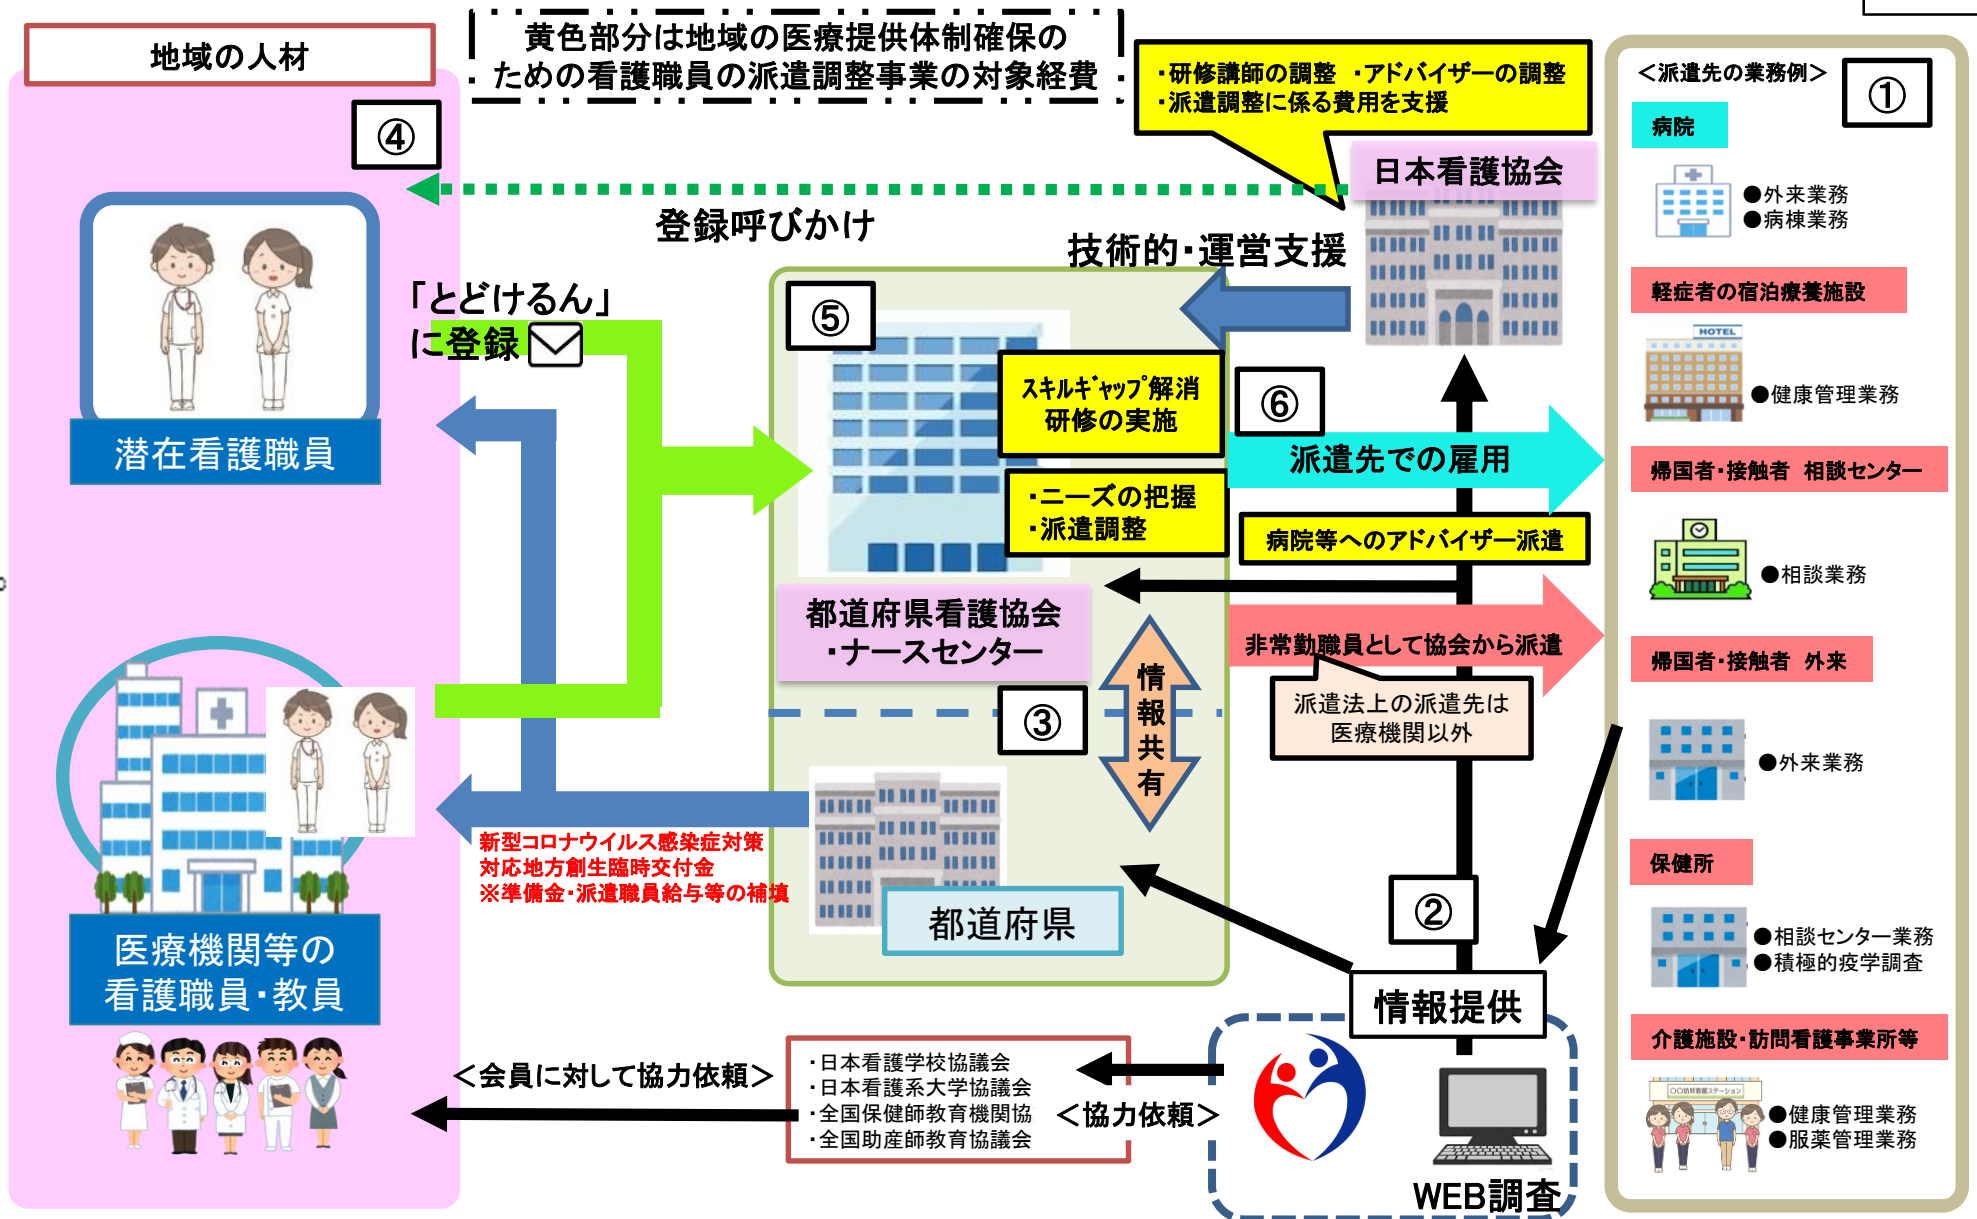 地域の人材
黄色部分は地域の医療提供体制確保の
ための看護職員の派遣調整事業の対象経費
・研修講師の調整 ・アドバイザーの調整
・派遣調整に係る費用を支援
＜派遣先の業務例＞
①
④
病院
●外来業務
●病棟業務
日本看護協会
登録呼びかけ
技術的・運営支援
軽症者の宿泊療養施設
HOTEL
●健康管理業務
「とどけるん」
に登録
⑤
スキルギャップ解消
研修の実施
⑥
派遣先での雇用
潜在看護職員
・ニーズの把握
・派遣調整
病院等へのアドバイザー派遣
帰国者・接触者 相談センター
●相談業務
都道府県看護協会
・ナースセンター
非常勤職員として協会から派遣
派遣法上の派遣先は
医療機関以外
帰国者・接触者 外来
●外来業務
③
情報共有
新型コロナウイルス感染症対策
対応地方創生臨時交付金
※準備金・派遣職員給与等の補填
都道府県
②
保健所
●相談センター業務
●積極的疫学調査
医療機関等の
看護職員・教員
情報提供
介護施設・訪問看護事業所等
〇〇訪問看護ステーション
●健康管理業務
●服薬管理業務
＜会員に対して協力依頼＞
・日本看護学校協議会
・日本看護系大学協議会
・全国保健師教育機関協
・全国助産師教育協議会
＜協力依頼＞
WEB調査